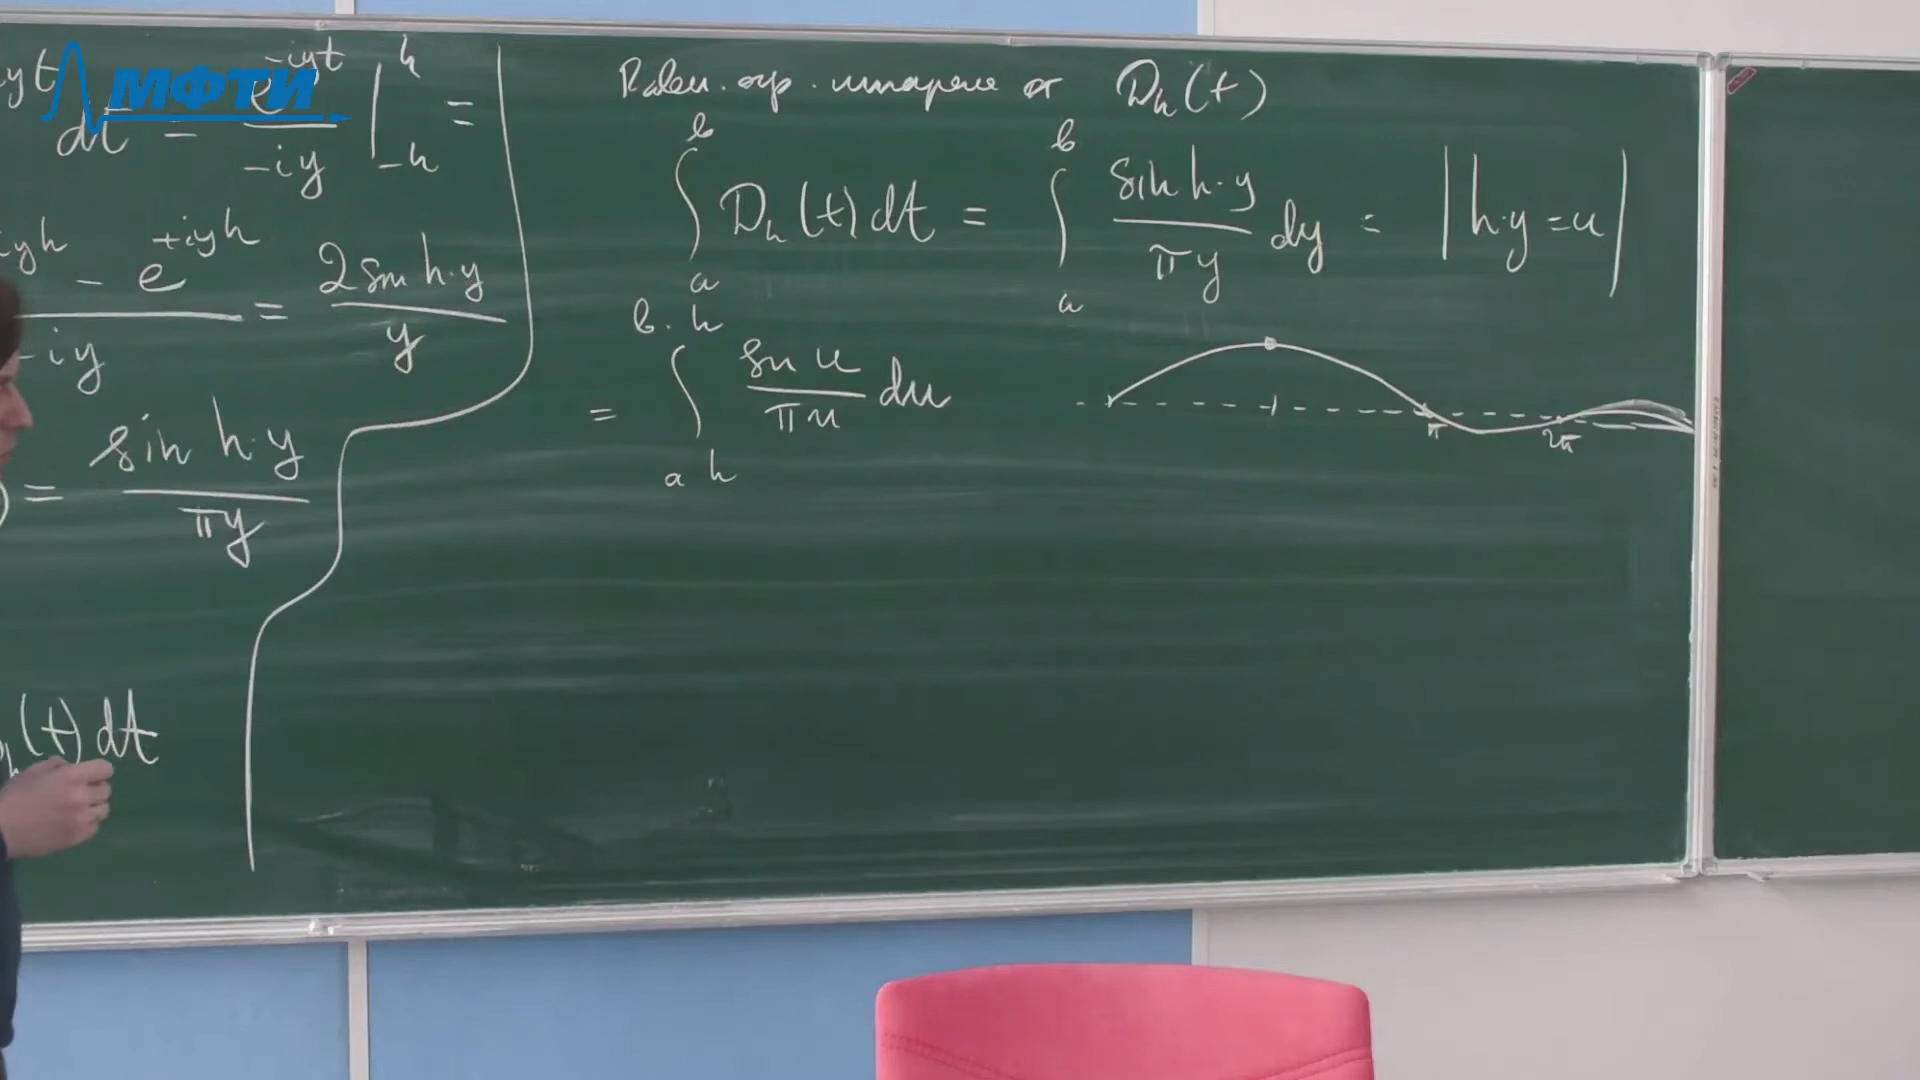 yt dt = e^{-iyt} / -iy |_{-h}^{h} =
iyh - e^{+iyh} / -iy = 2 sin h·y / y
) = sin h·y / πy
h(t) dt
МФТИ
Равн. огр. интеграла от D_h(t)
∫_a^b D_h(t) dt = ∫_a^b sin h·y / πy dy = | h·y = u |
= ∫_{a h}^{b·h} sin u / πu du
π 2π